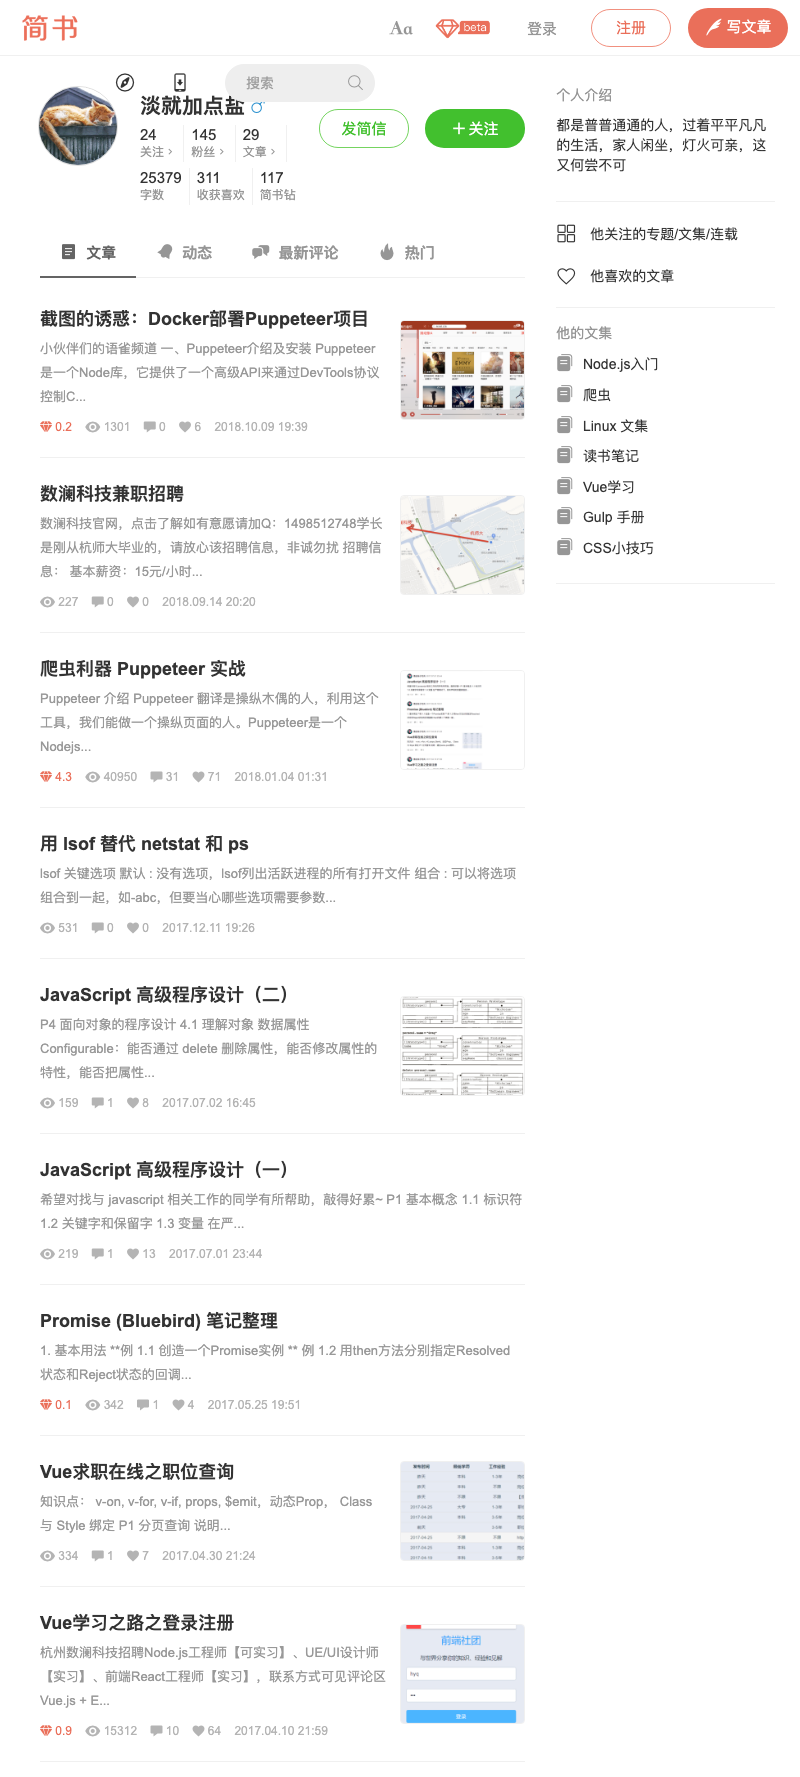 简书
Aa
beta
登录
注册
写文章
搜索
淡就加点盐
24
关注
145
粉丝
29
文章
25379
字数
311
收获喜欢
117
简书钻
发简信
关注
文章
动态
最新评论
热门
截图的诱惑：Docker部署Puppeteer项目
小伙伴们的语雀频道 一、Puppeteer介绍及安装 Puppeteer
是一个Node库，它提供了一个高级API来通过DevTools协议
控制C...
0.2 1301 0 6 2018.10.09 19:39
数澜科技兼职招聘
数澜科技官网，点击了解如有意愿请加Q：1498512748学长
是刚从杭师大毕业的，请放心该招聘信息，非诚勿扰 招聘信
息： 基本薪资：15元/小时...
227 0 0 2018.09.14 20:20
爬虫利器 Puppeteer 实战
Puppeteer 介绍 Puppeteer 翻译是操纵木偶的人，利用这个
工具，我们能做一个操纵页面的人。Puppeteer是一个
Nodejs...
4.3 40950 31 71 2018.01.04 01:31
用 lsof 替代 netstat 和 ps
lsof 关键选项 默认 : 没有选项，lsof列出活跃进程的所有打开文件 组合 : 可以将选项
组合到一起，如-abc，但要当心哪些选项需要参数...
531 0 0 2017.12.11 19:26
JavaScript 高级程序设计（二）
P4 面向对象的程序设计 4.1 理解对象 数据属性
Configurable：能否通过 delete 删除属性，能否修改属性的
特性，能否把属性...
159 1 8 2017.07.02 16:45
JavaScript 高级程序设计（一）
希望对找与 javascript 相关工作的同学有所帮助，敲得好累~ P1 基本概念 1.1 标识符
1.2 关键字和保留字 1.3 变量 在严...
219 1 13 2017.07.01 23:44
Promise (Bluebird) 笔记整理
1. 基本用法 **例 1.1 创造一个Promise实例 ** 例 1.2 用then方法分别指定Resolved
状态和Reject状态的回调...
0.1 342 1 4 2017.05.25 19:51
Vue求职在线之职位查询
知识点： v-on, v-for, v-if, props, $emit，动态Prop， Class
与 Style 绑定 P1 分页查询 说明...
334 1 7 2017.04.30 21:24
Vue学习之路之登录注册
杭州数澜科技招聘Node.js工程师【可实习】、UE/UI设计师
【实习】、前端React工程师【实习】，联系方式可见评论区
Vue.js + E...
0.9 15312 10 64 2017.04.10 21:59
前端社团
登录
个人介绍
都是普普通通的人，过着平平凡凡
的生活，家人闲坐，灯火可亲，这
又何尝不可
他关注的专题/文集/连载
他喜欢的文章
他的文集
Node.js入门
爬虫
Linux 文集
读书笔记
Vue学习
Gulp 手册
CSS小技巧